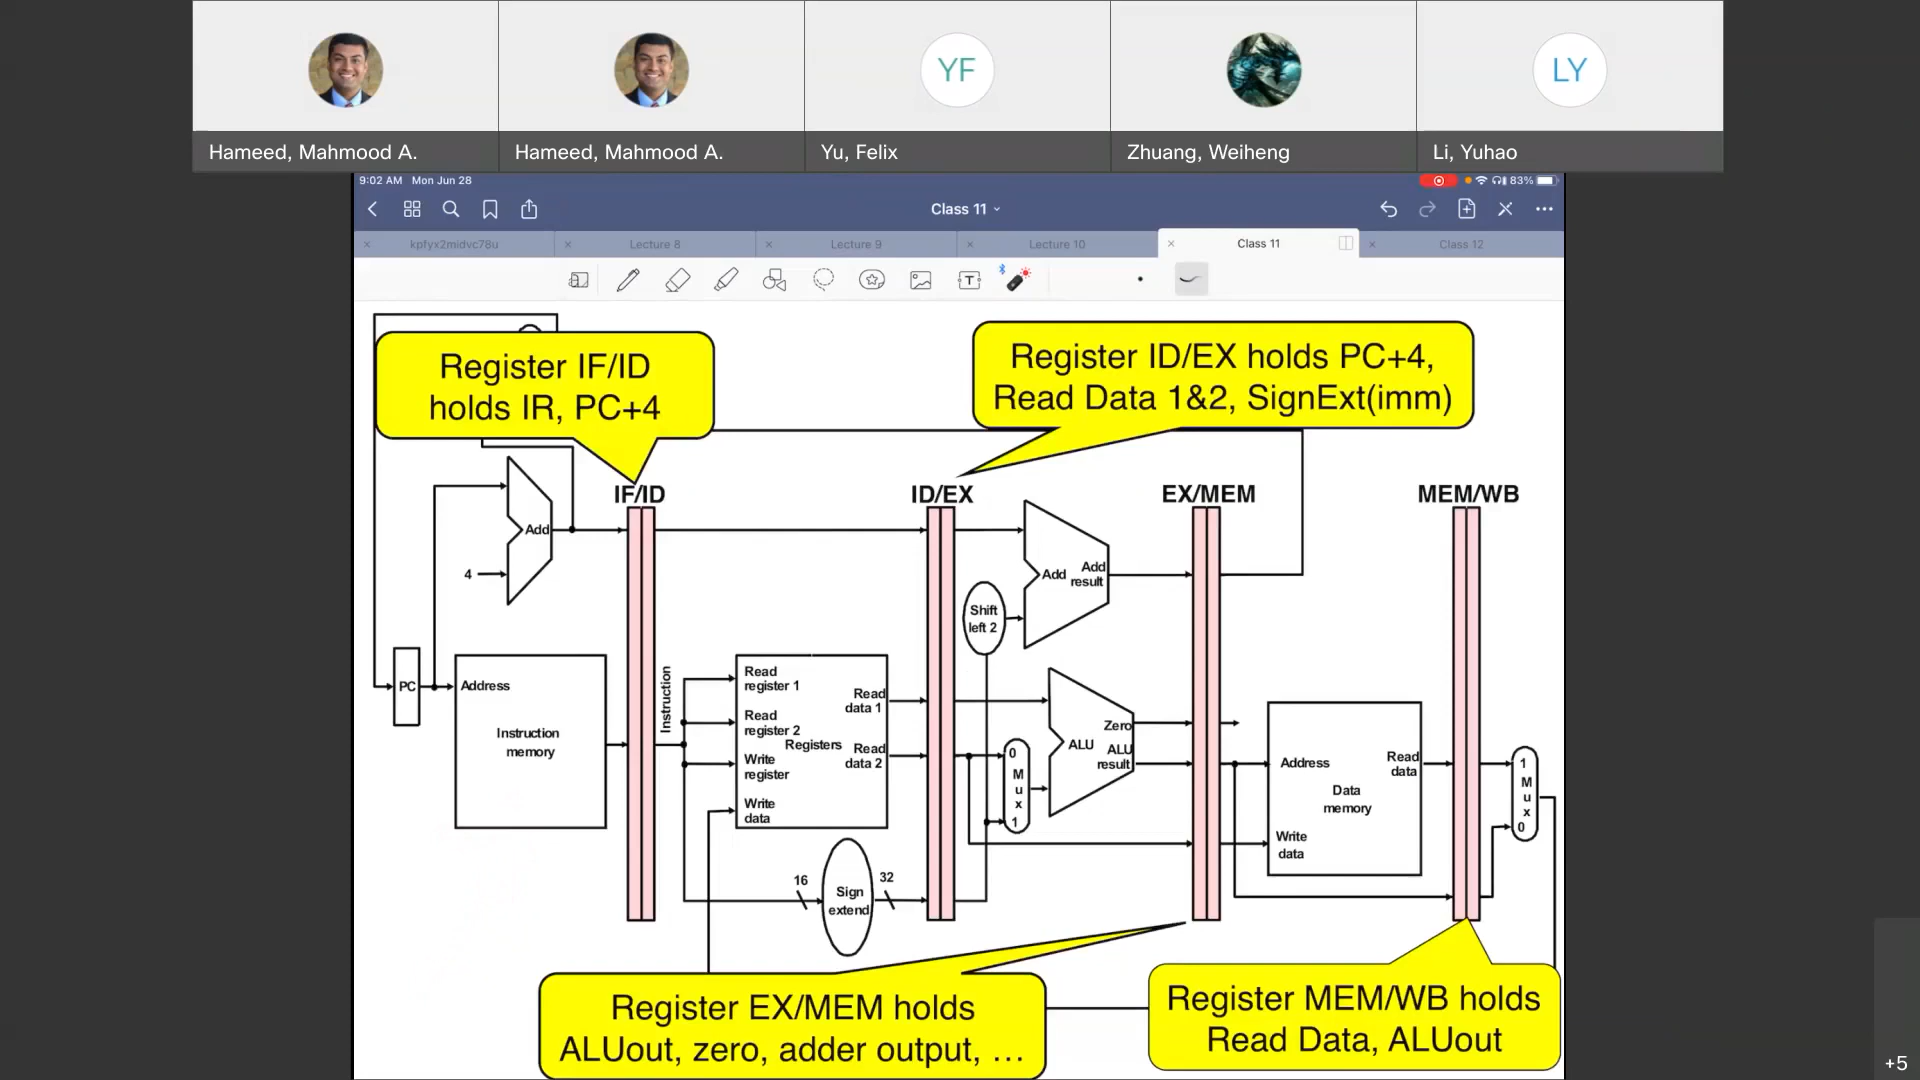 YF
LY
Hameed, Mahmood A.
Hameed, Mahmood A.
Yu, Felix
Zhuang, Weiheng
Li, Yuhao
9:02 AM Mon Jun 28
83%
Class 11
kpfyx2midvc78u
Lecture 8
Lecture 9
Lecture 10
Class 11
Class 12
Register IF/ID
holds IR, PC+4
Register ID/EX holds PC+4,
Read Data 1&2, SignExt(imm)
IF/ID
ID/EX
EX/MEM
MEM/WB
Add
4
Add
Add
result
Shift
left 2
PC
Address
Instruction
memory
Instruction
Read
register 1
Read
register 2
Registers
Write
register
Write
data
Read
data 1
Read
data 2
0
M
u
x
1
Zero
ALU
ALU
result
Address
Read
data
Data
memory
Write
data
1
M
u
x
0
16
Sign
extend
32
Register EX/MEM holds
ALUout, zero, adder output, …
Register MEM/WB holds
Read Data, ALUout
+5